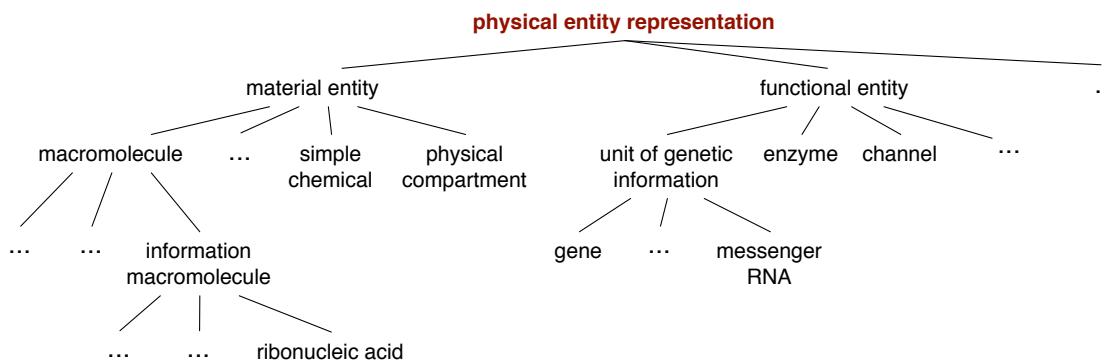 physical entity representation
material entity
functional entity
.
macromolecule
...
simple
chemical
physical
compartment
unit of genetic
information
enzyme
channel
...
...
...
information
macromolecule
gene
...
messenger
RNA
...
...
ribonucleic acid